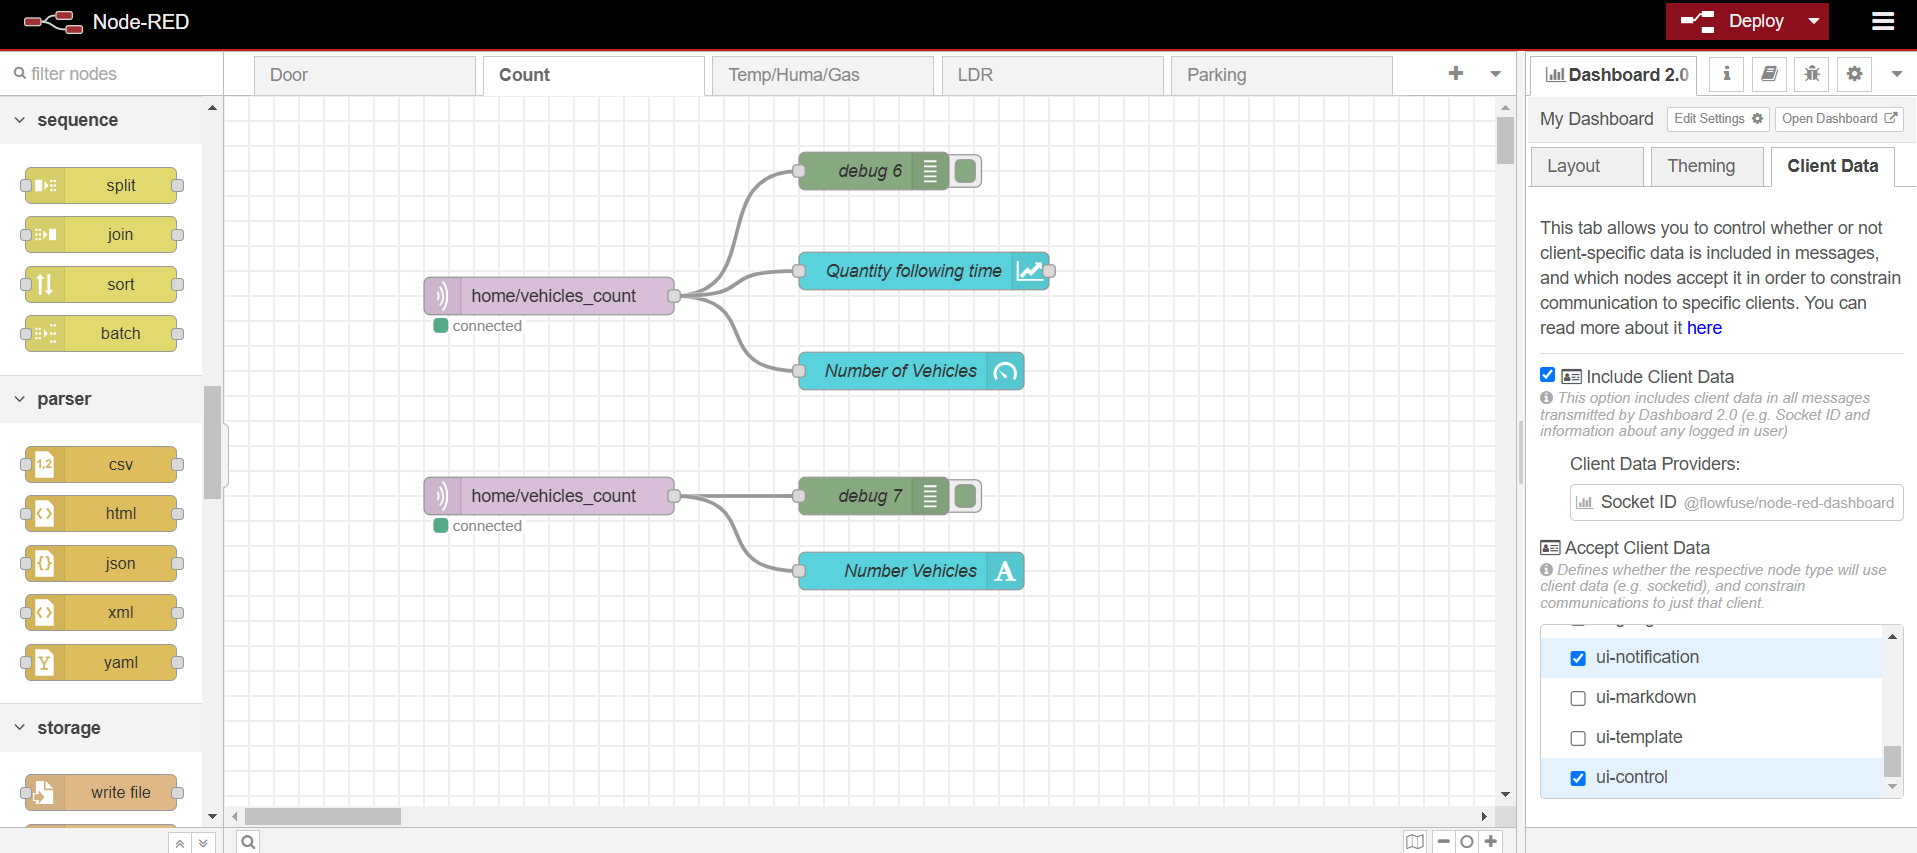 Node-RED
Deploy
filter nodes
Door
Count
Temp/Huma/Gas
LDR
Parking
Dashboard 2.0
sequence
split
join
sort
batch
parser
csv
html
json
xml
yaml
storage
write file
debug 6
Quantity following time
home/vehicles_count
connected
Number of Vehicles
home/vehicles_count
connected
debug 7
Number Vehicles
My Dashboard
Edit Settings
Open Dashboard
Layout
Theming
Client Data
This tab allows you to control whether or not
client-specific data is included in messages,
and which nodes accept it in order to constrain
communication to specific clients. You can
read more about it here
Include Client Data
This option includes client data in all messages
transmitted by Dashboard 2.0 (e.g. Socket ID and
information about any logged in user)
Client Data Providers:
Socket ID @flowfuse/node-red-dashboard
Accept Client Data
Defines whether the respective node type will use
client data (e.g. socketid), and constrain
communications to just that client.
ui-notification
ui-markdown
ui-template
ui-control